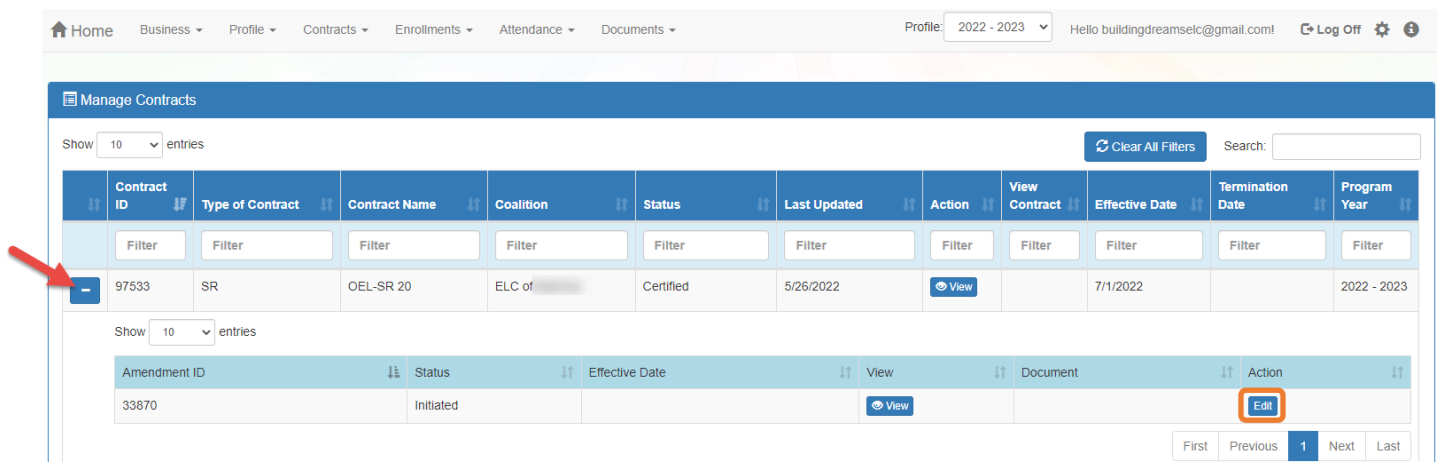 Home Business Profile Contracts Enrollments Attendance Documents Profile: 2022 - 2023 Hello buildingdreamselc@gmail.com! Log Off
Manage Contracts
Show 10 entries Clear All Filters Search:
Contract ID Type of Contract Contract Name Coalition Status Last Updated Action View Contract Effective Date Termination Date Program Year
Filter Filter Filter Filter Filter Filter Filter Filter Filter Filter Filter
97533 SR OEL-SR 20 ELC of Certified 5/26/2022 View 7/1/2022 2022 - 2023
Show 10 entries
Amendment ID Status Effective Date View Document Action
33870 Initiated View Edit
First Previous 1 Next Last